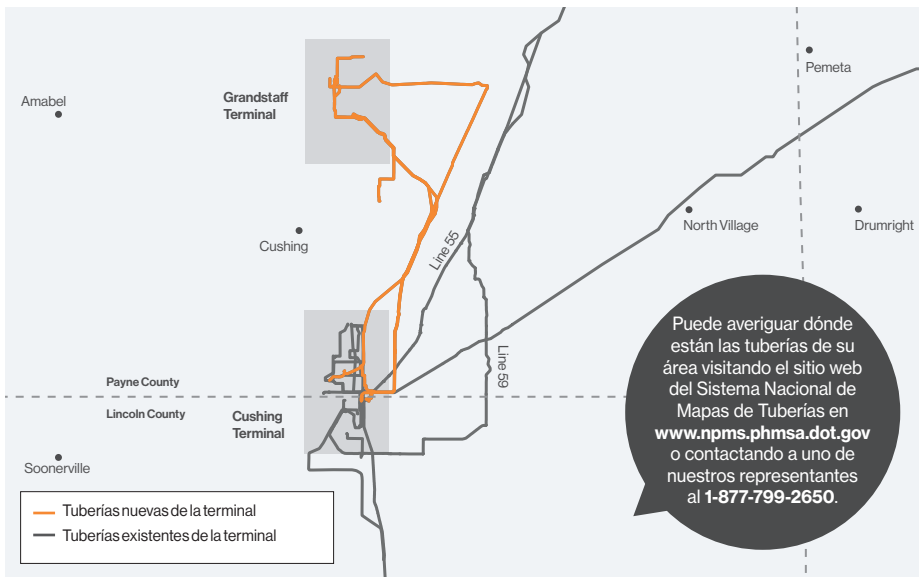 Pemeta
Grandstaff
Terminal
Amabel
North Village
Drumright
Cushing
Line 55
Line 59
Puede averiguar dónde
están las tuberías de su
área visitando el sitio web
del Sistema Nacional de
Mapas de Tuberías en
www.npms.phmsa.dot.gov
o contactando a uno de
nuestros representantes
al 1-877-799-2650.
Payne County
Lincoln County
Cushing
Terminal
Soonerville
Tuberías nuevas de la terminal
Tuberías existentes de la terminal